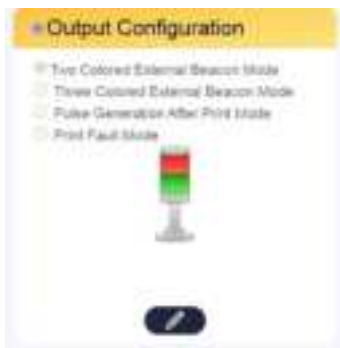 Output Configuration
Two Colored External Beacon Mode
Three Colored External Beacon Mode
Pulse Generation After Print Mode
Print Fault Mode